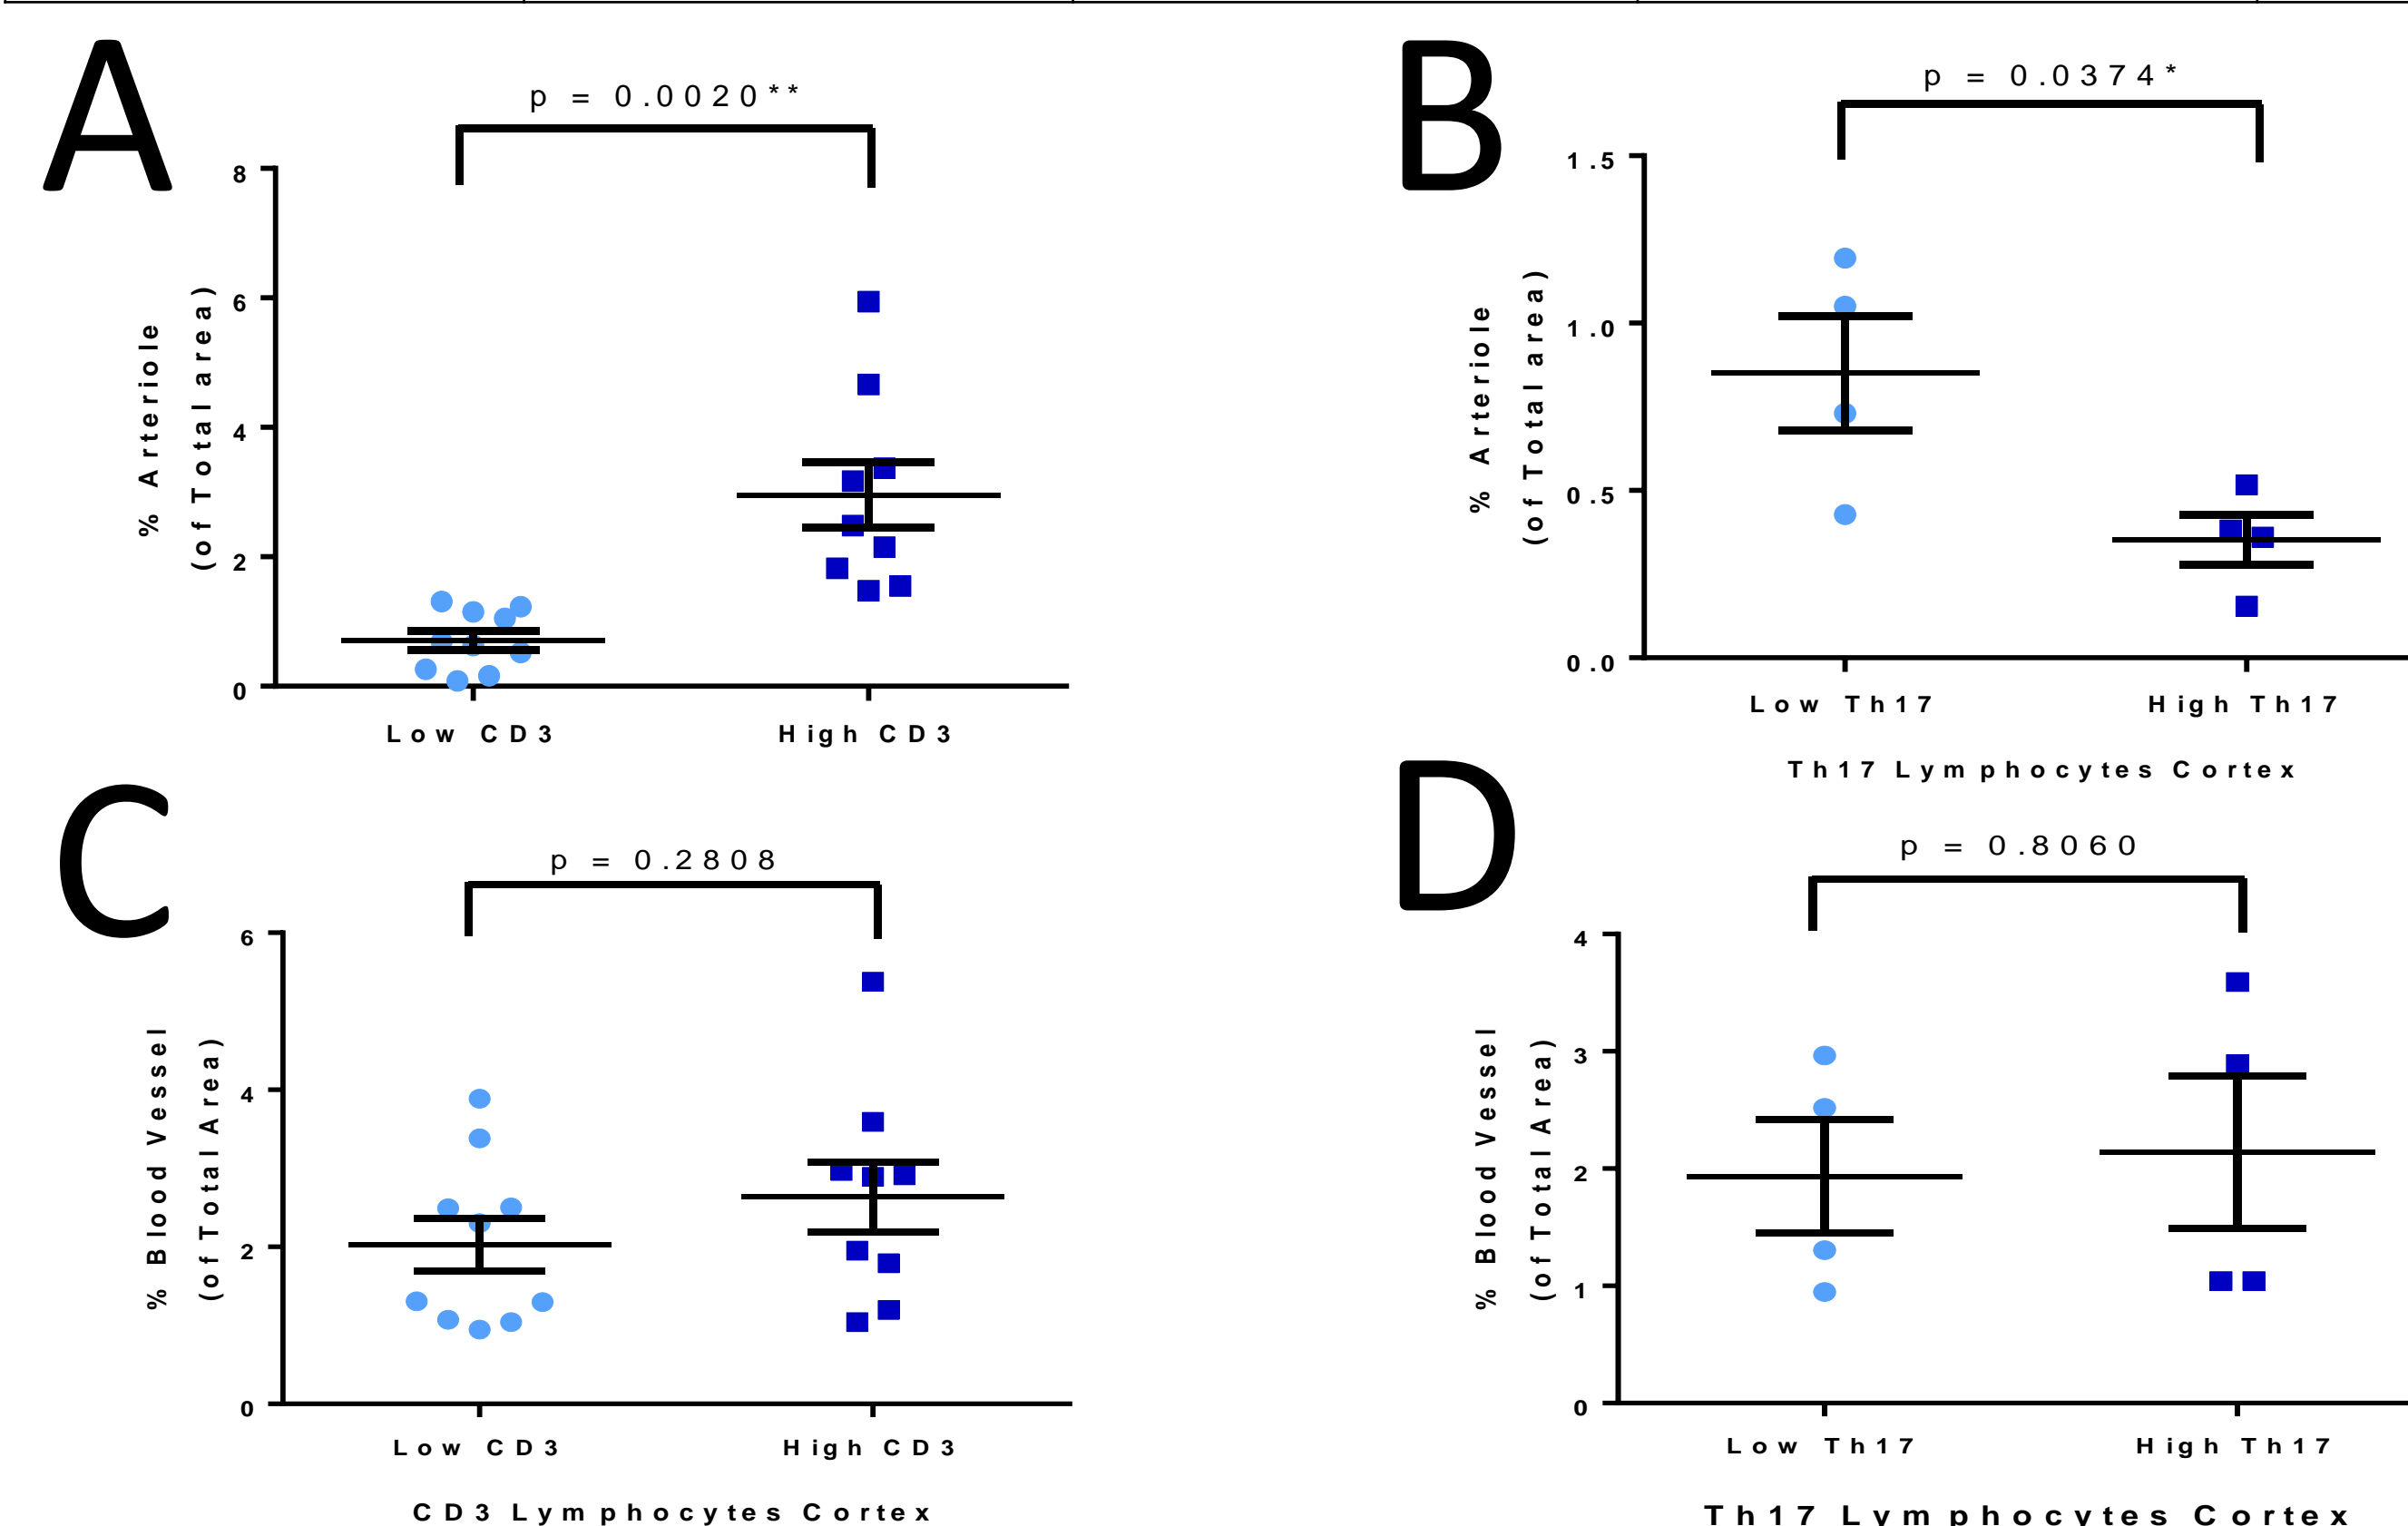 A
p = 0.0020**
8
6
4
2
0
% Arteriole
(of Total area)
Low CD3
High CD3
B
p = 0.0374*
1.5
1.0
0.5
0.0
% Arteriole
(of Total area)
Low Th17
High Th17
Th17 Lymphocytes Cortex
C
p = 0.2808
6
4
2
0
% Blood Vessel
(of Total Area)
Low CD3
High CD3
CD3 Lymphocytes Cortex
D
p = 0.8060
4
3
2
1
0
% Blood Vessel
(of Total Area)
Low Th17
High Th17
Th17 Lymphocytes Cortex